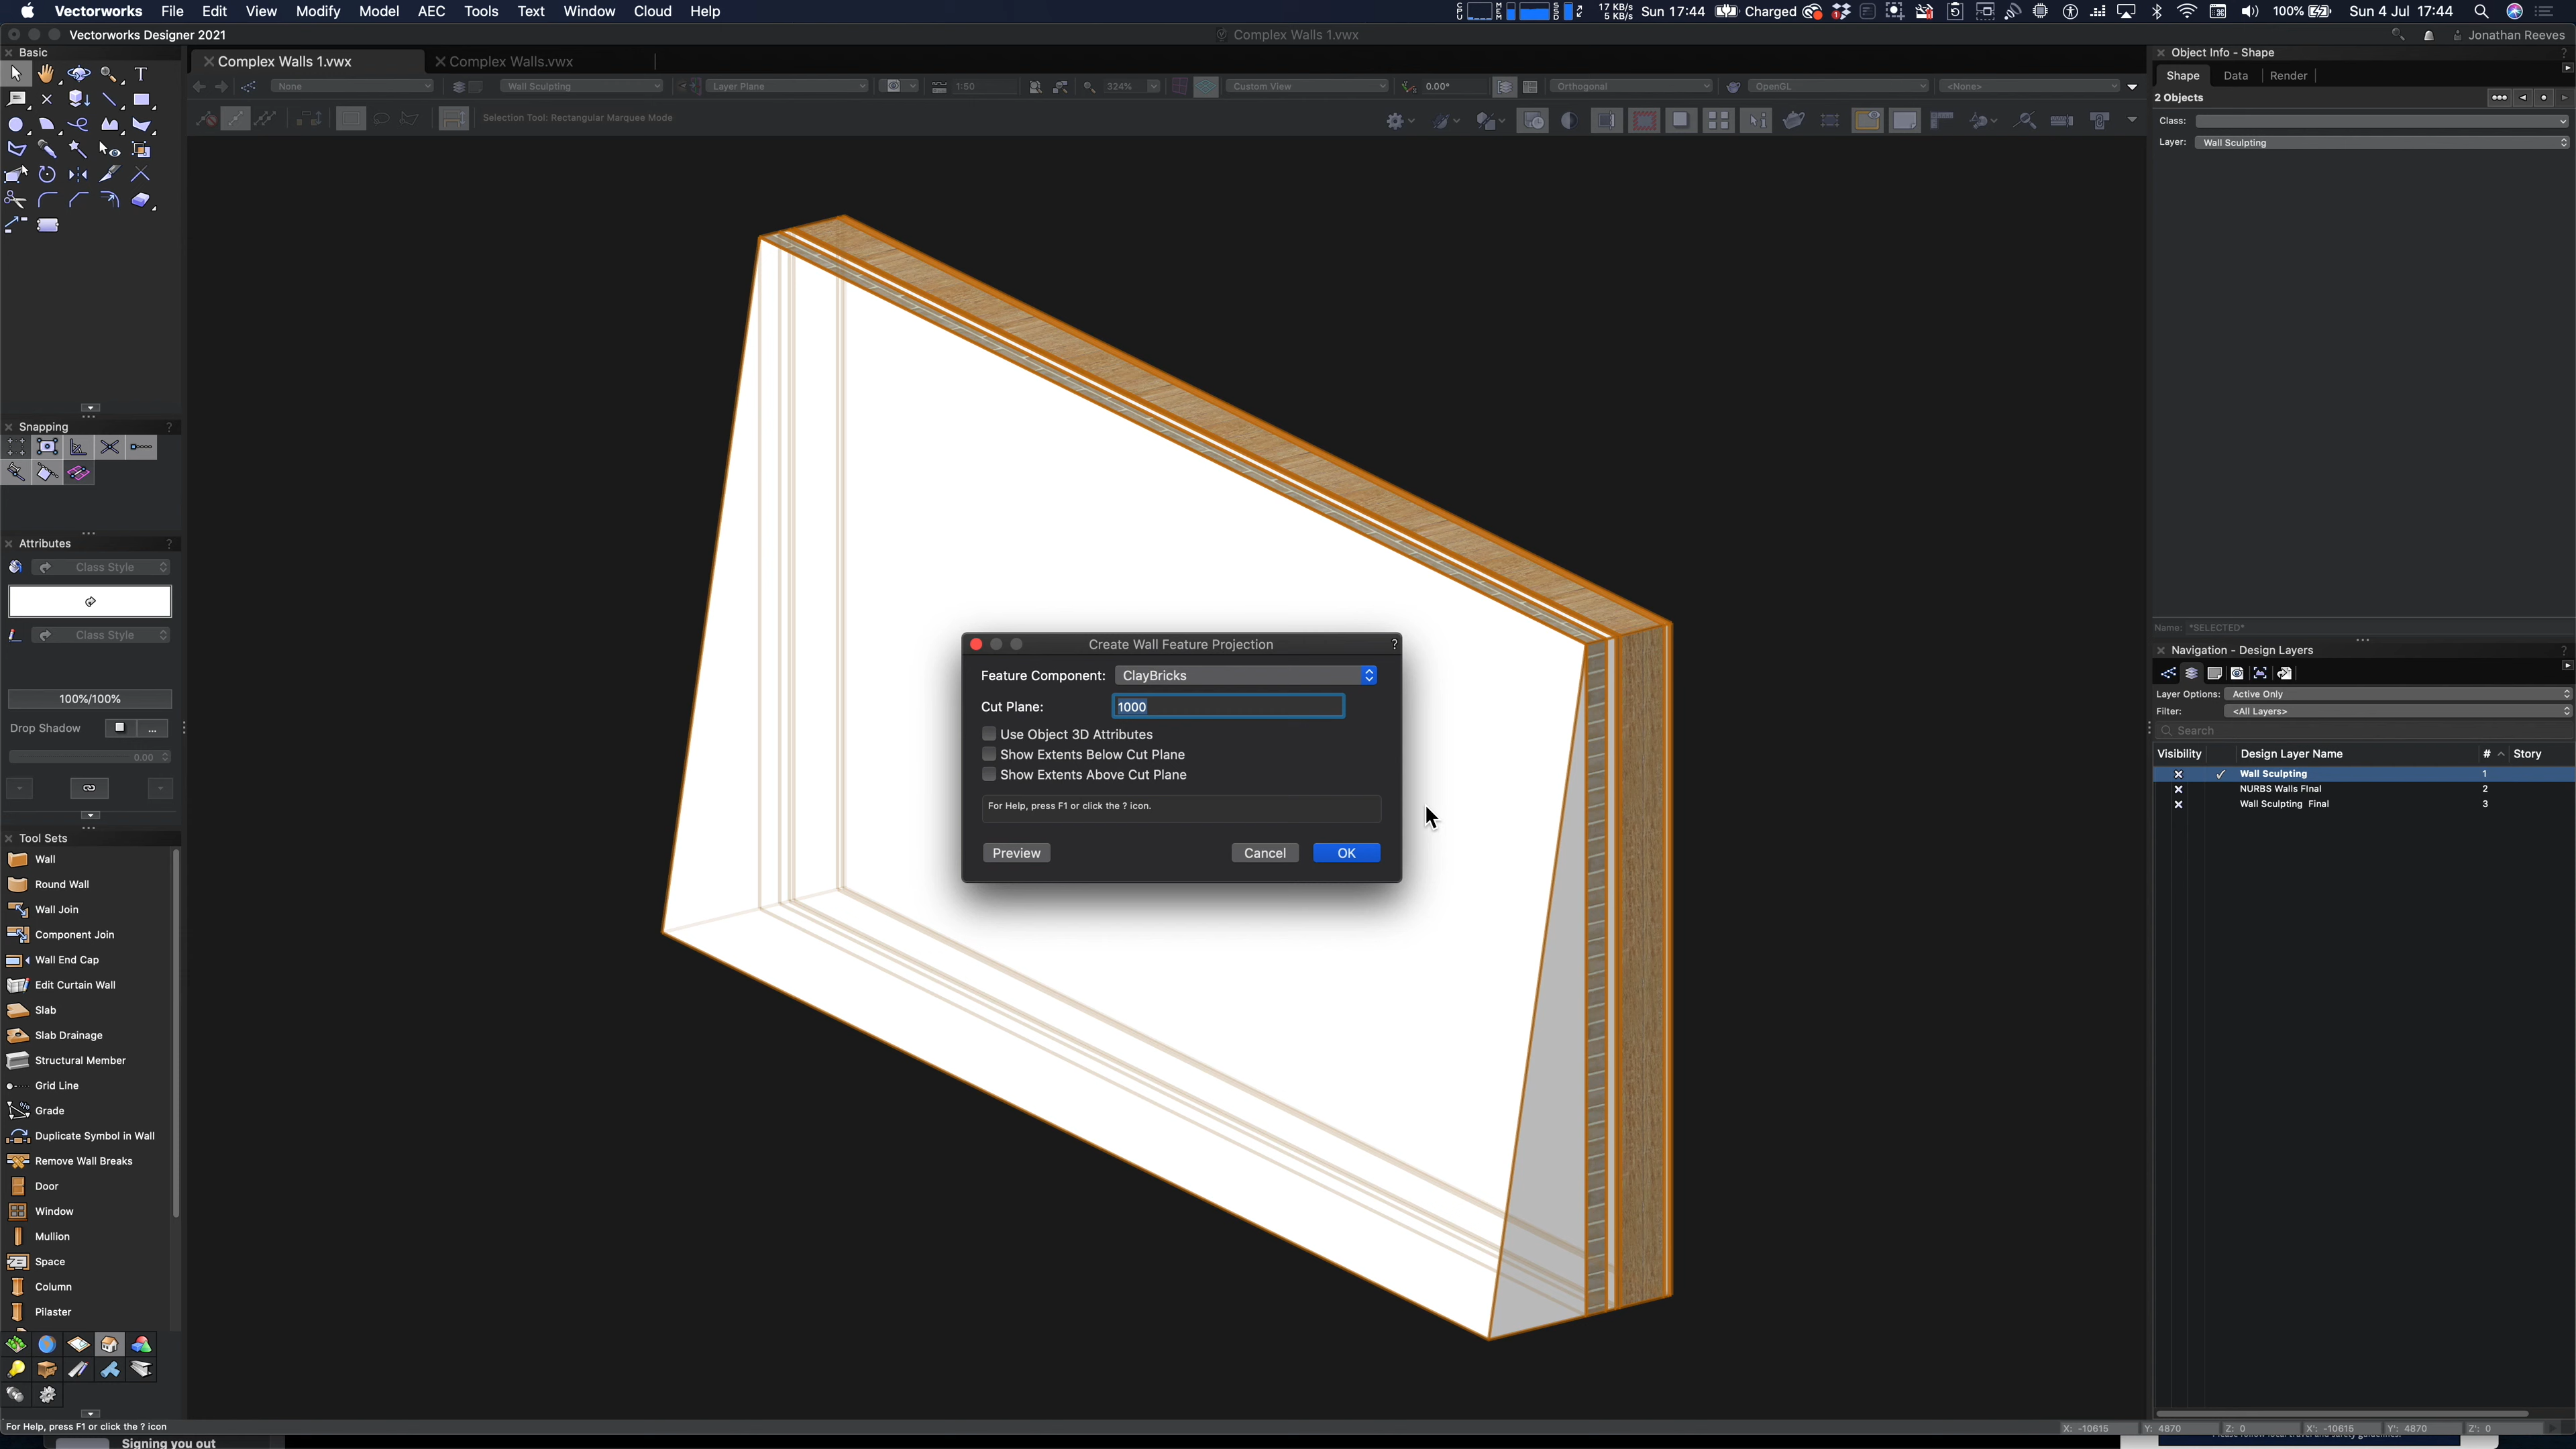 Vectorworks File Edit View Modify Model AEC Tools Text Window Cloud Help
17 KB/s
5 KB/s
Sun 17:44 Charged 100% Sun 4 Jul 17:44
Vectorworks Designer 2021
Complex Walls 1.vwx
Jonathan Reeves
Basic
Complex Walls 1.vwx
Complex Walls.vwx
None
Wall Sculpting
Layer Plane
1:50
324%
Custom View
0.00°
Orthogonal
OpenGL
<None>
Selection Tool: Rectangular Marquee Mode
Snapping
Attributes
Class Style
Class Style
100%/100%
Drop Shadow
...
0.00
Tool Sets
Wall
Round Wall
Wall Join
Component Join
Wall End Cap
Edit Curtain Wall
Slab
Slab Drainage
Structural Member
Grid Line
Grade
Duplicate Symbol in Wall
Remove Wall Breaks
Door
Window
Mullion
Space
Column
Pilaster
Create Wall Feature Projection
?
Feature Component: ClayBricks
Cut Plane: 1000
Use Object 3D Attributes
Show Extents Below Cut Plane
Show Extents Above Cut Plane
For Help, press F1 or click the ? icon.
Preview Cancel OK
Object Info - Shape
Shape Data Render
2 Objects
Class:
Layer: Wall Sculpting
Name: *SELECTED*
Navigation - Design Layers
Layer Options: Active Only
Filter: <All Layers>
Search
Visibility Design Layer Name # Story
Wall Sculpting 1
NURBS Walls Final 2
Wall Sculpting Final 3
For Help, press F1 or click the ? icon
X: -10615 Y: 4870 Z: 0 X': -10615 Y': 4870 Z': 0
Signing you out